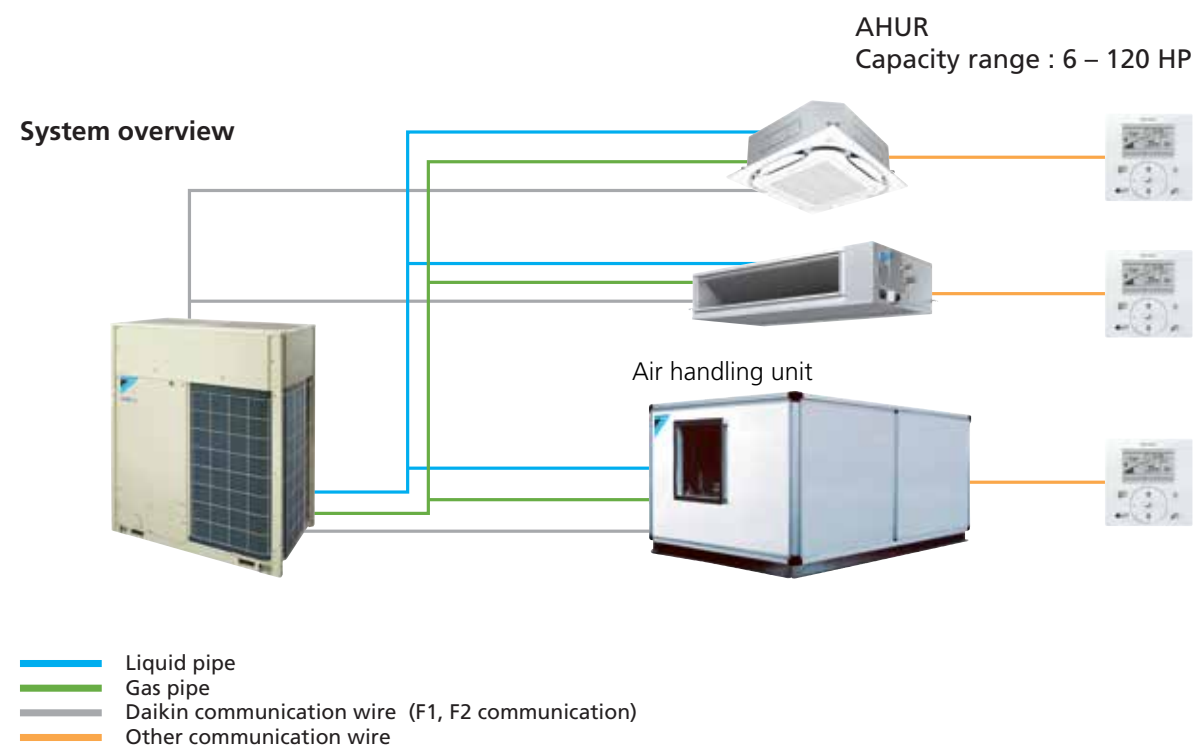 AHUR
Capacity range : 6 – 120 HP
System overview
Air handling unit
Liquid pipe
Gas pipe
Daikin communication wire (F1, F2 communication)
Other communication wire